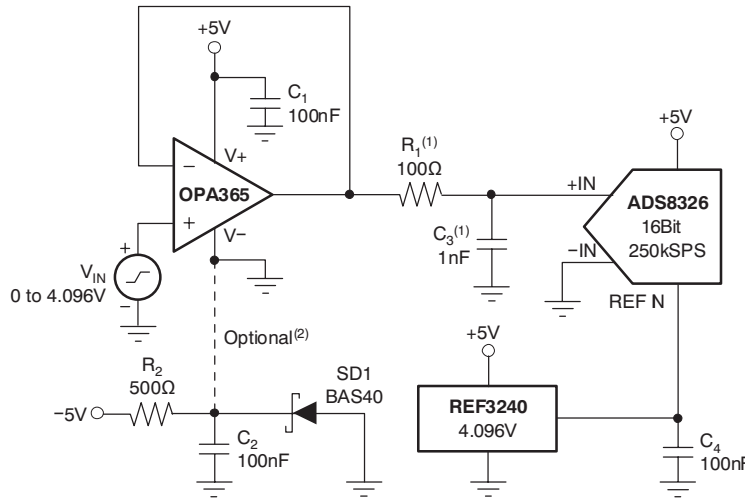 +5V
C1
100nF
V+
R1(1)
100Ω
+5V
−
OPA365
+
V−
+IN
ADS8326
16Bit
250kSPS
−IN
REF N
C3(1)
1nF
+
VIN
0 to 4.096V
−
Optional(2)
+5V
R2
500Ω
SD1
BAS40
−5V
REF3240
4.096V
C2
100nF
C4
100nF